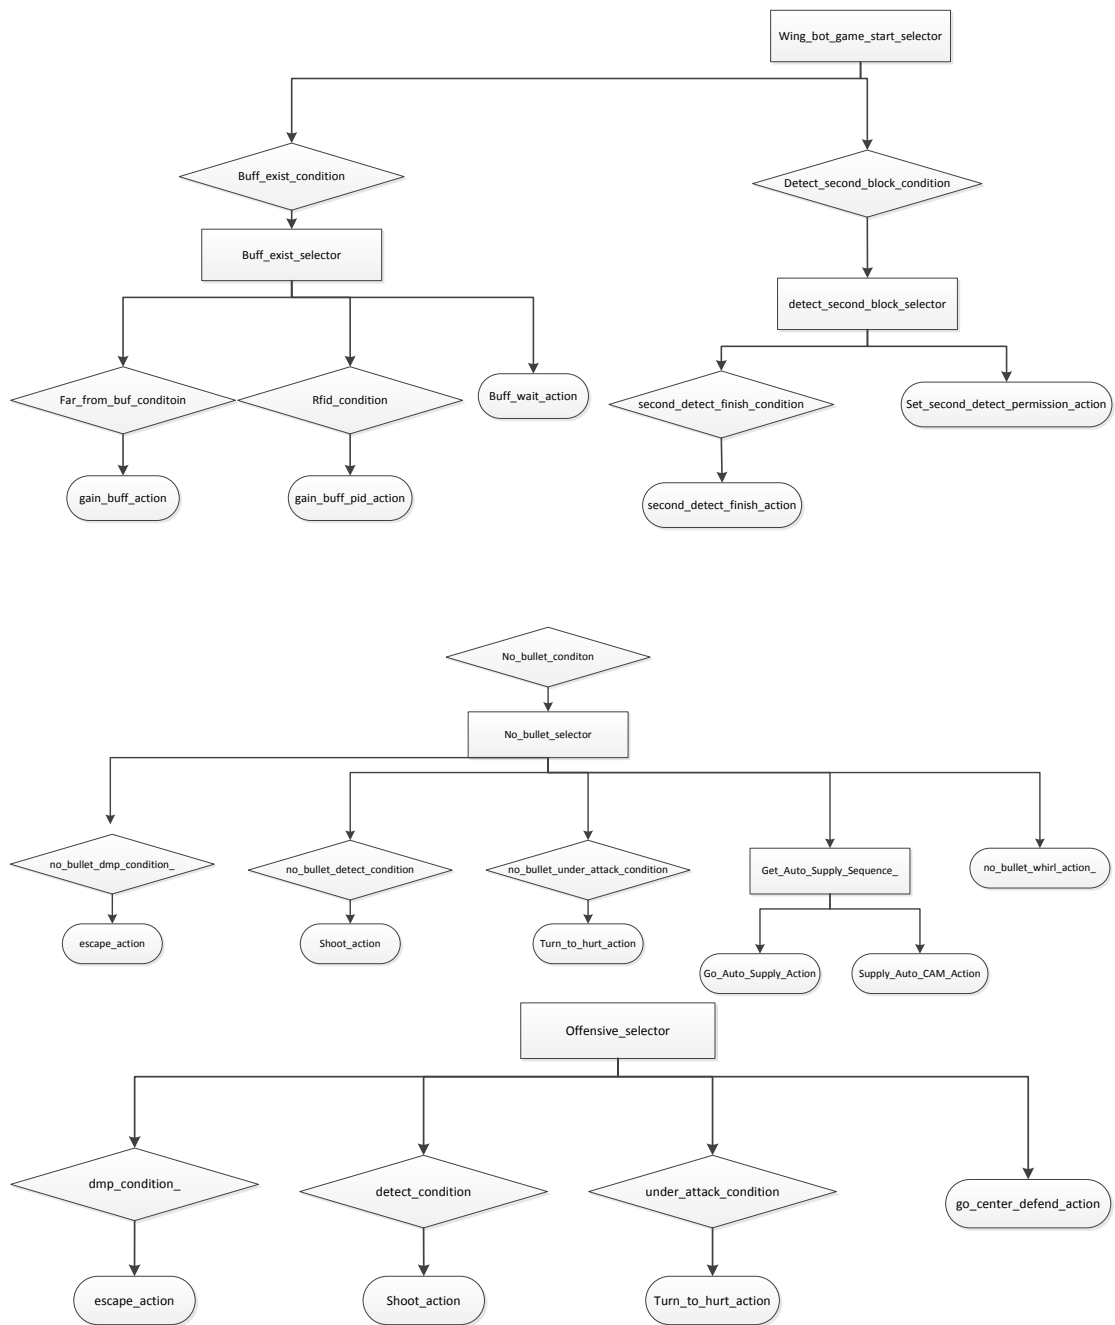 Wing_bot_game_start_selector
Buff_exist_condition
Detect_second_block_condition
Buff_exist_selector
detect_second_block_selector
Far_from_buf_conditoin
Rfid_condition
Buff_wait_action
second_detect_finish_condition
Set_second_detect_permission_action
gain_buff_action
gain_buff_pid_action
second_detect_finish_action
No_bullet_conditon
No_bullet_selector
no_bullet_dmp_condition_
no_bullet_detect_condition
no_bullet_under_attack_condition
Get_Auto_Supply_Sequence_
no_bullet_whirl_action_
escape_action
Shoot_action
Turn_to_hurt_action
Go_Auto_Supply_Action
Supply_Auto_CAM_Action
Offensive_selector
dmp_condition_
detect_condition
under_attack_condition
go_center_defend_action
escape_action
Shoot_action
Turn_to_hurt_action